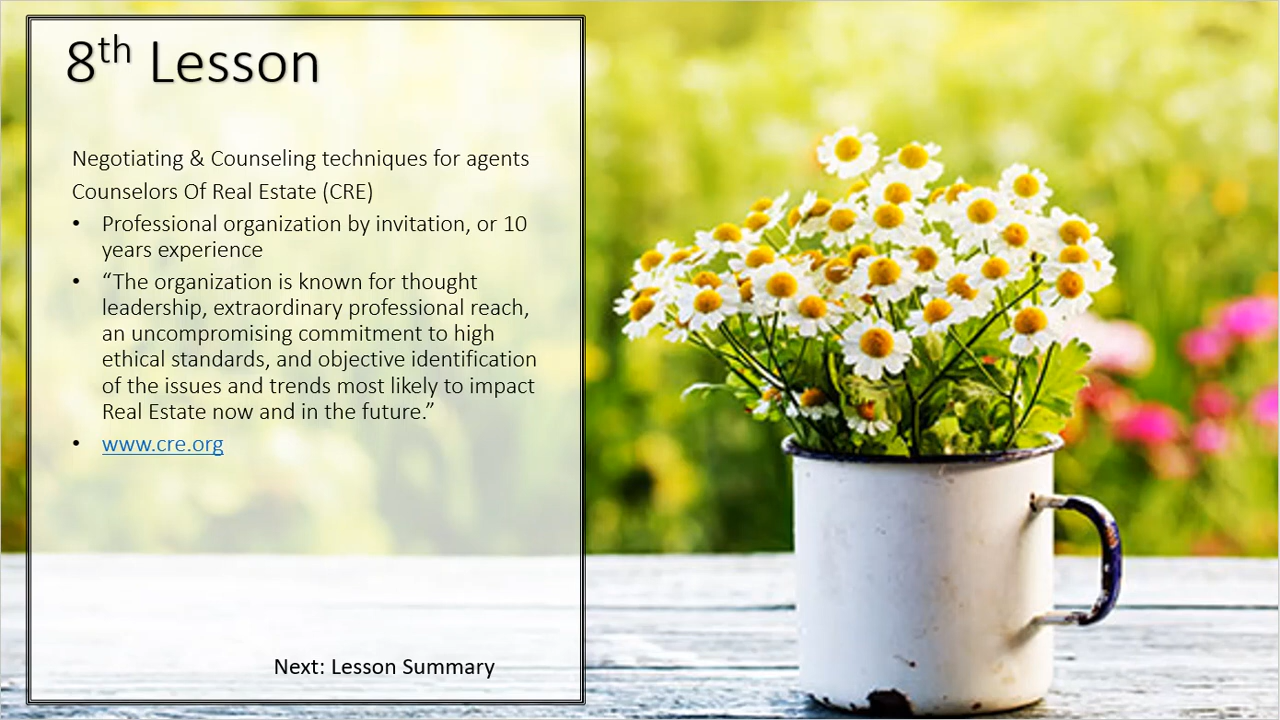 8th Lesson
Negotiating & Counseling techniques for agents
Counselors Of Real Estate (CRE)
• Professional organization by invitation, or 10
years experience
• “The organization is known for thought
leadership, extraordinary professional reach,
an uncompromising commitment to high
ethical standards, and objective identification
of the issues and trends most likely to impact
Real Estate now and in the future.”
• www.cre.org
Next: Lesson Summary